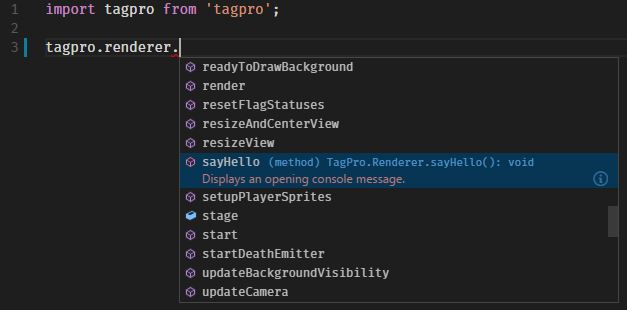 1 import tagpro from 'tagpro';
2
3 tagpro.renderer.
readyToDrawBackground
render
resetFlagStatuses
resizeAndCenterView
resizeView
sayHello (method) TagPro.Renderer.sayHello(): void
Displays an opening console message.
setupPlayerSprites
stage
start
startDeathEmitter
updateBackgroundVisibility
updateCamera